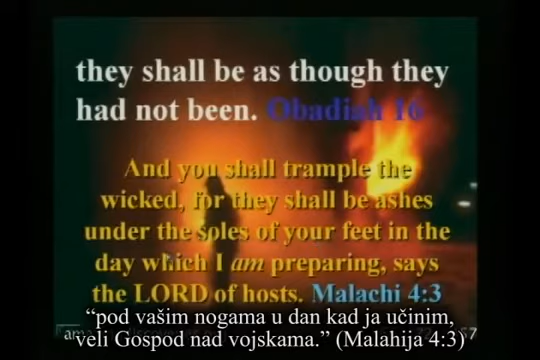 they shall be as though they
had not been. Obadiah 16
And you shall trample the
wicked, for they shall be ashes
under the soles of your feet in the
day which I am preparing, says
the LORD of hosts. Malachi 4:3
“pod vašim nogama u dan kad ja učinim,
veli Gospod nad vojskama.” (Malahija 4:3)